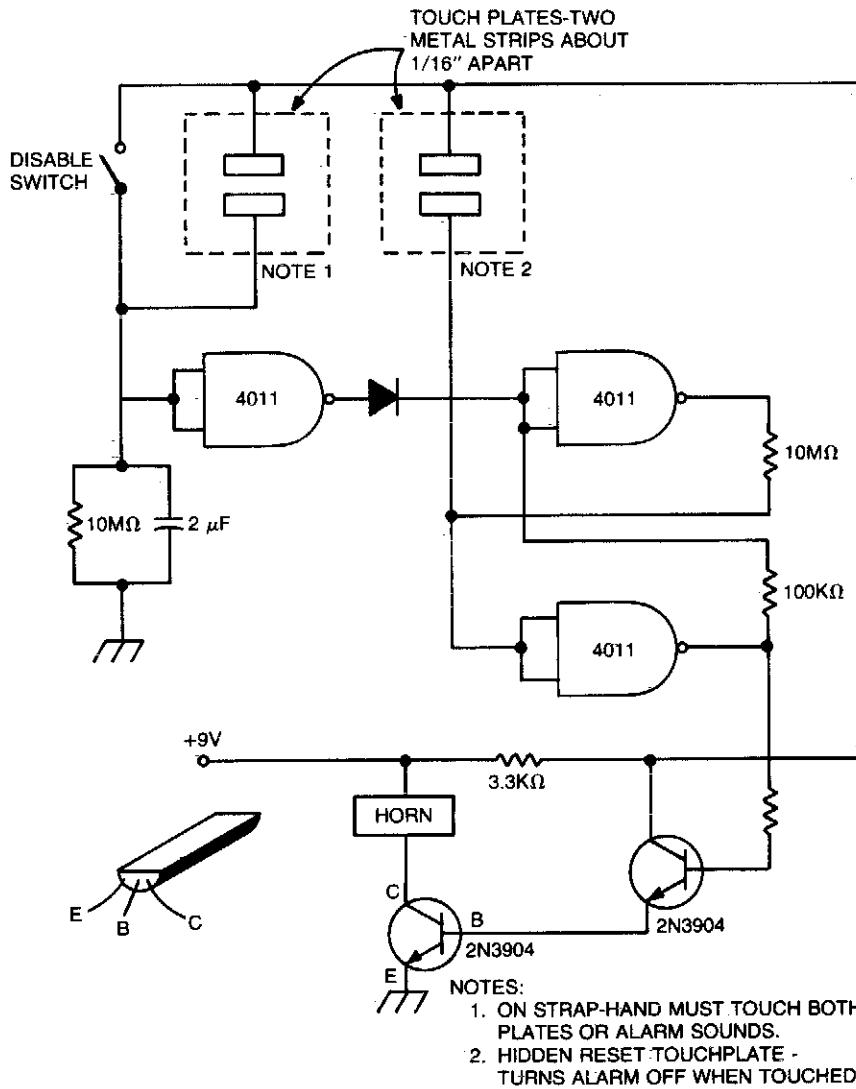 TOUCH PLATES-TWO
METAL STRIPS ABOUT
1/16" APART
DISABLE
SWITCH
NOTE 1
NOTE 2
4011
4011
10MΩ
10MΩ
2 μF
100KΩ
4011
+9V
3.3KΩ
HORN
E
B
C
C
B
E
2N3904
2N3904
NOTES:
1. ON STRAP-HAND MUST TOUCH BOTH
PLATES OR ALARM SOUNDS.
2. HIDDEN RESET TOUCHPLATE -
TURNS ALARM OFF WHEN TOUCHED